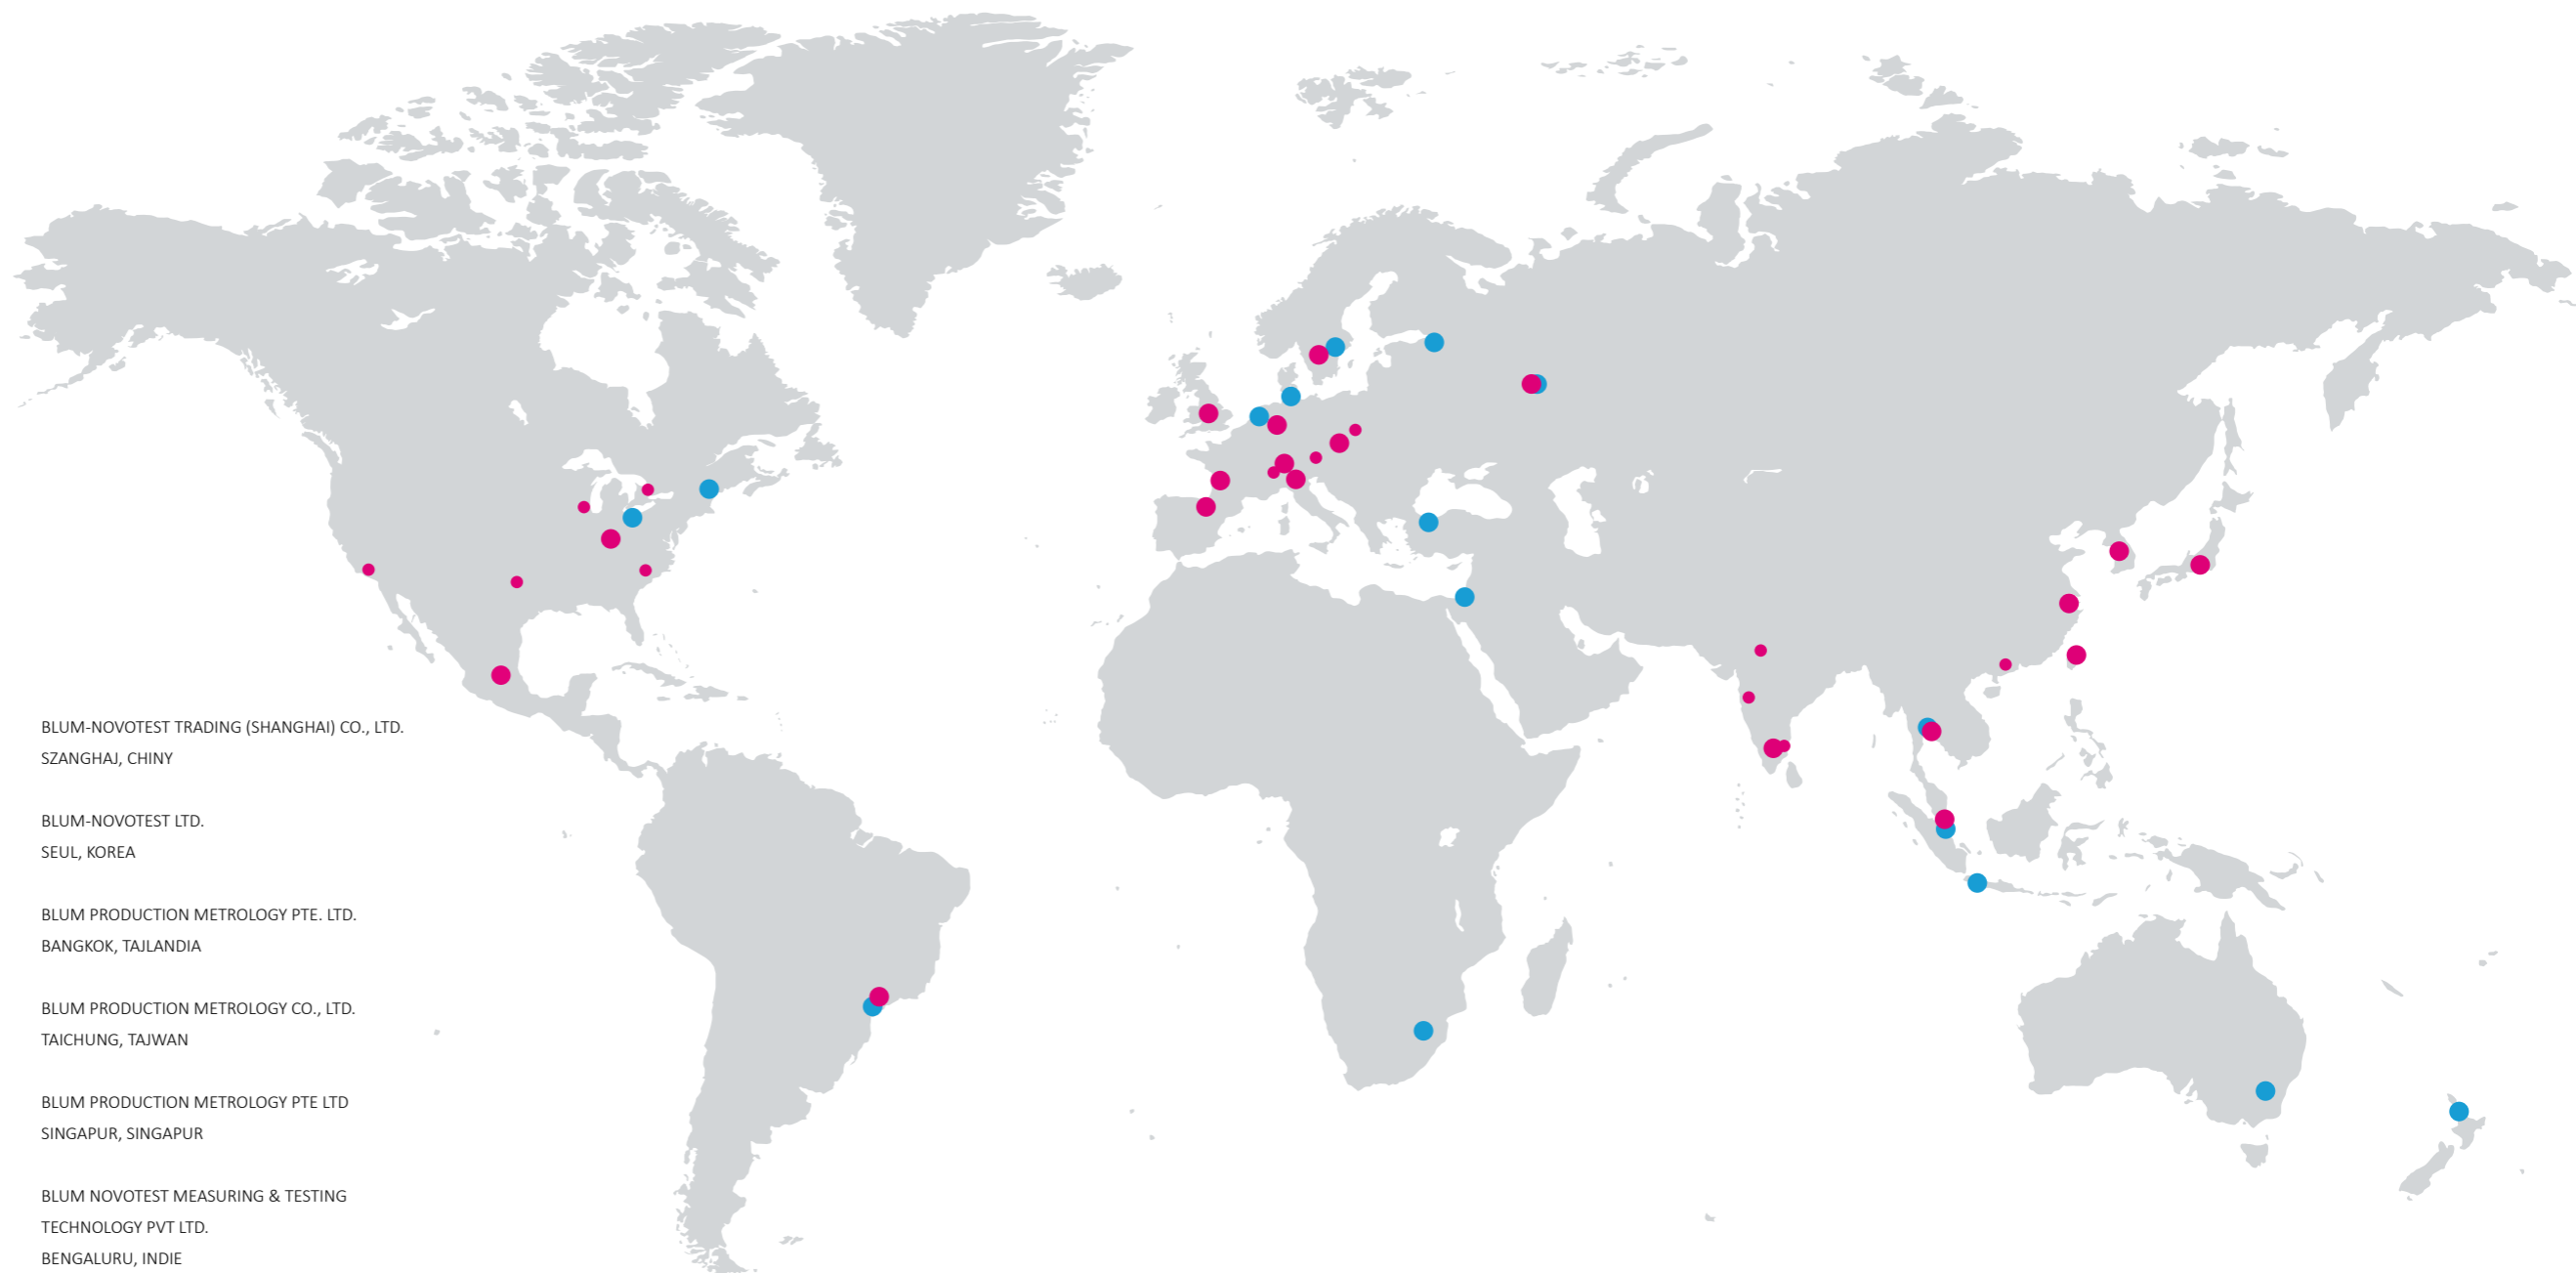 BLUM-NOVOTEST TRADING (SHANGHAI) CO., LTD.
SZANGHAJ, CHINY
BLUM-NOVOTEST LTD.
SEUL, KOREA
BLUM PRODUCTION METROLOGY PTE. LTD.
BANGKOK, TAJLANDIA
BLUM PRODUCTION METROLOGY CO., LTD.
TAICHUNG, TAJWAN
BLUM PRODUCTION METROLOGY PTE LTD
SINGAPUR, SINGAPUR
BLUM NOVOTEST MEASURING & TESTING
TECHNOLOGY PVT LTD.
BENGALURU, INDIE